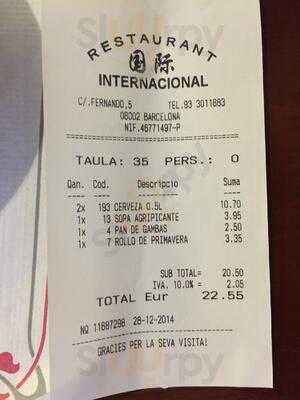 RESTAURANT
国际
INTERNACIONAL
C/.FERNANDO,5 TEL.93 3011883
08002 BARCELONA
NIF.46771497-P
TAULA: 35 PERS.: 0
Qan. Cod. Descripcio Suma
2x 193 CERVEZA 0.5L 10.70
1x 13 SOPA AGRIPICANTE 3.95
1x 4 PAN DE GAMBAS 2.50
1x 7 ROLLO DE PRIMAVERA 3.35
SUB TOTAL= 20.50
IVA. 10.0% = 2.05
TOTAL Eur 22.55
NQ 11687298 28-12-2014
GRACIES PER LA SEVA VISITA!
Sluurpy